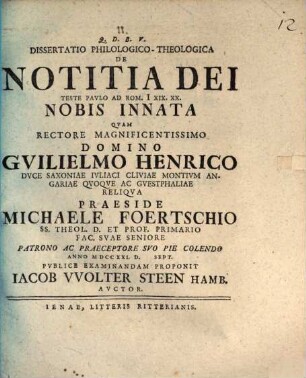 11.
12
Q. D. B. V.
DISSERTATIO PHILOLOGICO-THEOLOGICA
DE
NOTITIA DEI
TESTE PAVLO AD ROM. I XIX. XX.
NOBIS INNATA
QVAM
RECTORE MAGNIFICENTISSIMO
DOMINO
GVILIELMO HENRICO
DVCE SAXONIAE IVLIACI CLIVIAE MONTIVM AN-
GARIAE QVOQVE AC GVESTPHALIAE
RELIQVA
PRAESIDE
MICHAELE FOERTSCHIO
SS. THEOL. D. ET PROF. PRIMARIO
FAC. SVAE SENIORE
PATRONO AC PRAECEPTORE SVO PIE COLENDO
ANNO MDCCXXI. D. SEPT.
PVBLICE EXAMINANDAM PROPONIT
IACOB VVOLTER STEEN HAMB.
AVCTOR.
IENAE, LITTERIS RITTERIANIS.